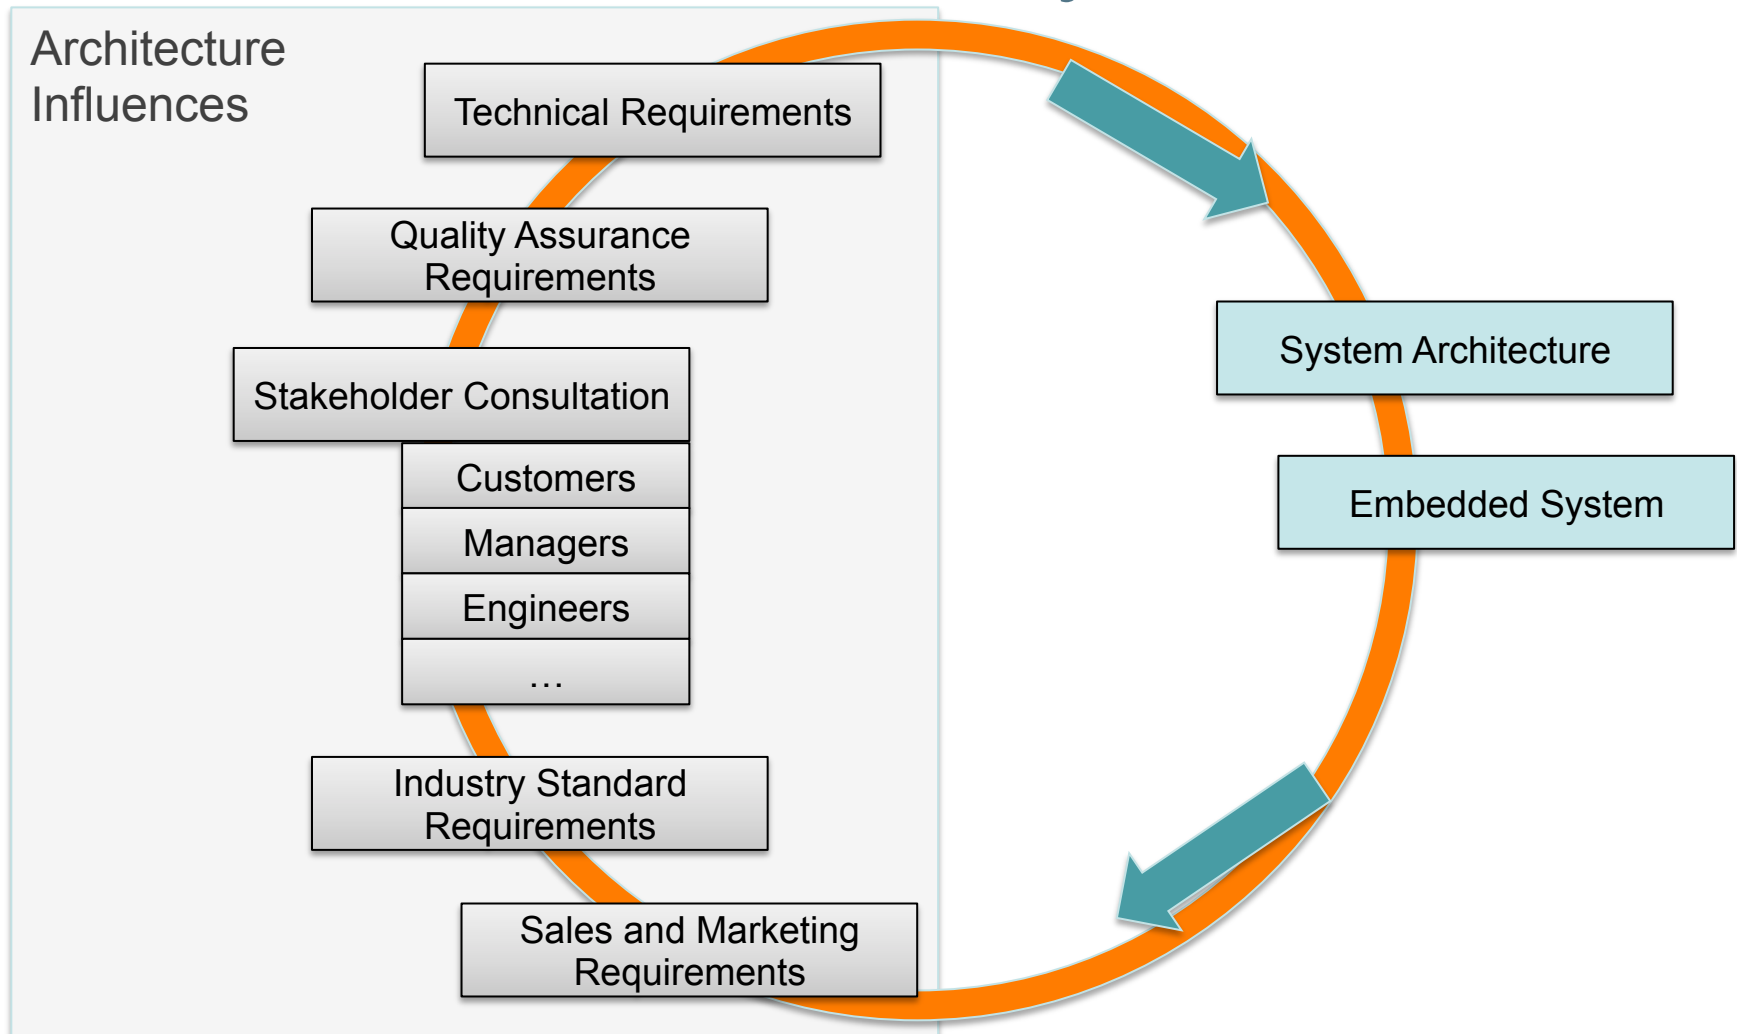 Architecture
Influences
Technical Requirements
Quality Assurance
Requirements
Stakeholder Consultation
Customers
Managers
Engineers
…
Industry Standard
Requirements
Sales and Marketing
Requirements
System Architecture
Embedded System